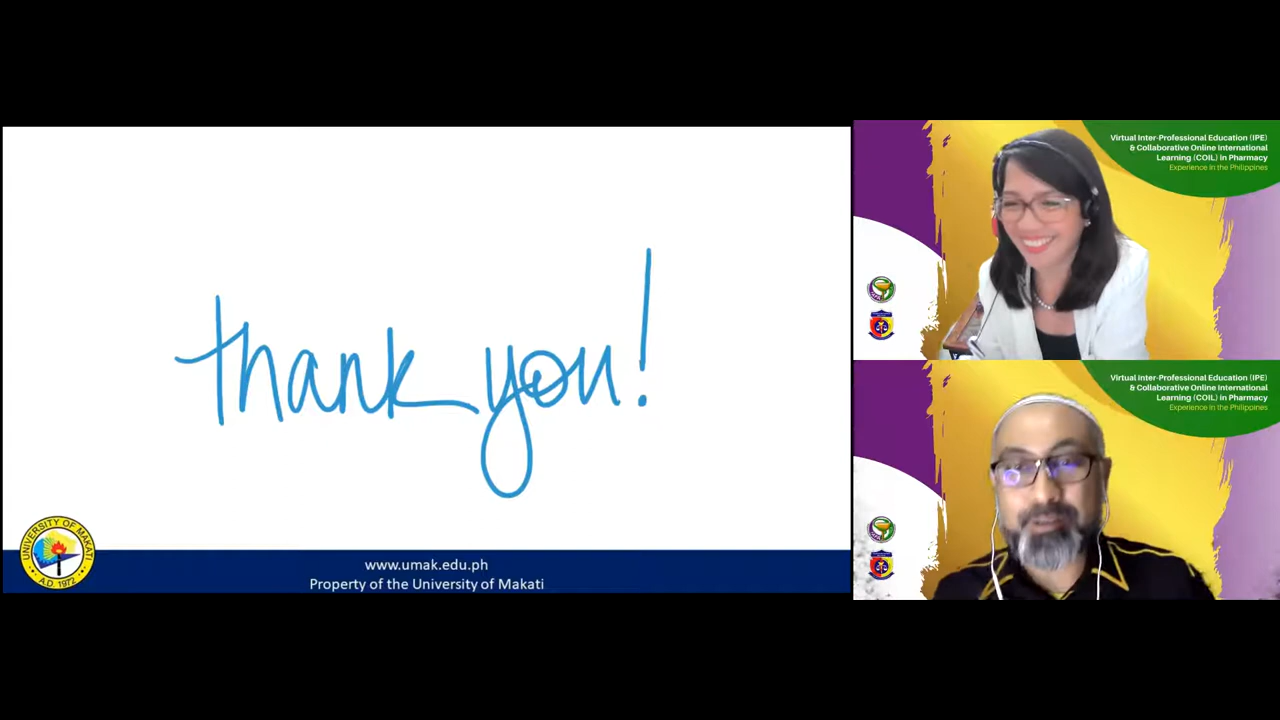 thank you!
UNIVERSITY OF MAKATI
A.D. 1972
www.umak.edu.ph
Property of the University of Makati
Virtual Inter-Professional Education (IPE)
& Collaborative Online International
Learning (COIL) in Pharmacy
Experience in the Philippines
Virtual Inter-Professional Education (IPE)
& Collaborative Online International
Learning (COIL) in Pharmacy
Experience in the Philippines